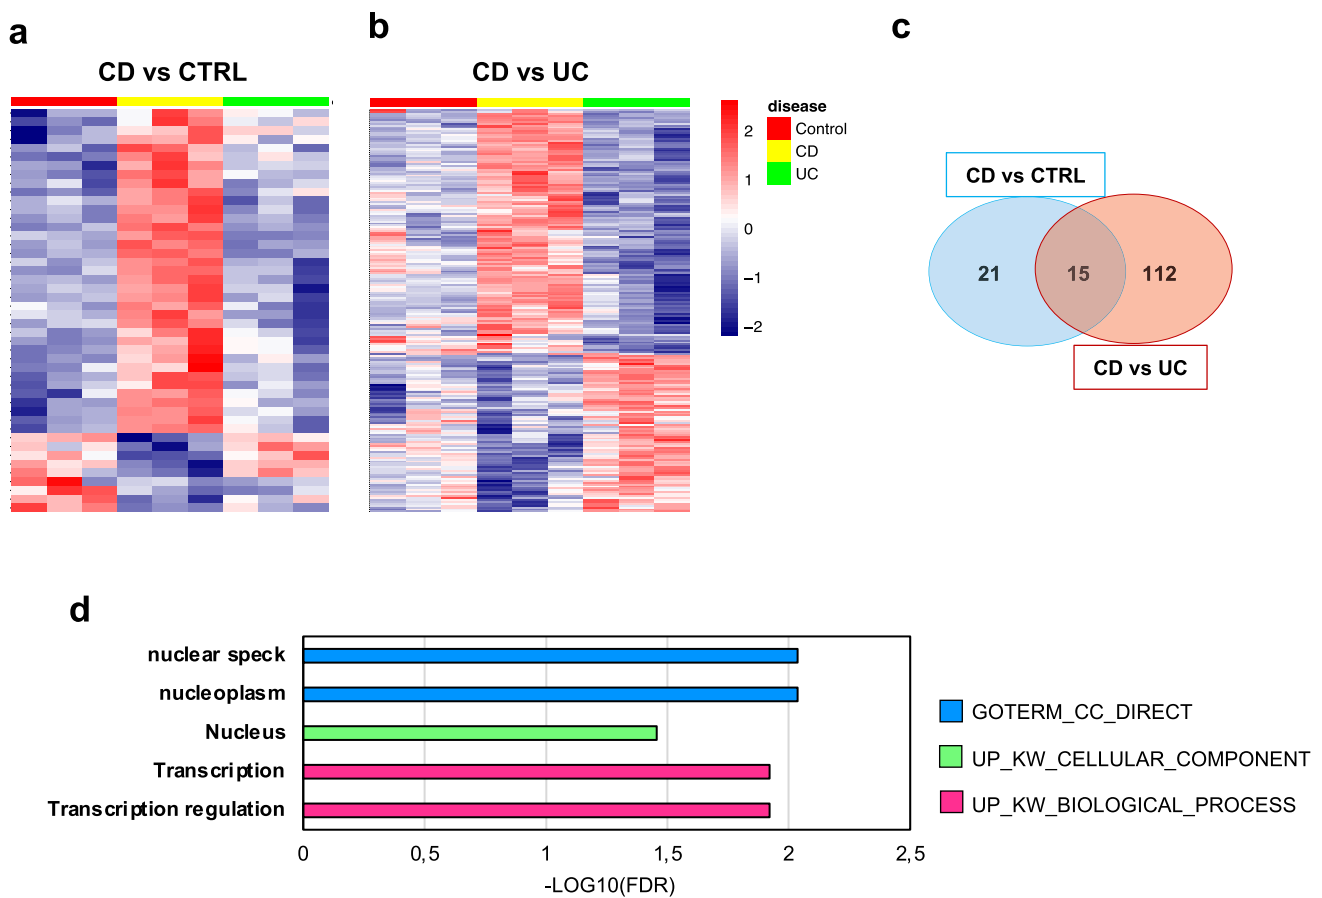 a
b
c
CD vs CTRL
CD vs UC
2
1
0
−1
−2
disease
Control
CD
UC
CD vs CTRL
21
15
112
CD vs UC
d
nuclear speck
nucleoplasm
Nucleus
Transcription
Transcription regulation
0
0,5
1
1,5
2
2,5
-LOG10(FDR)
GOTERM_CC_DIRECT
UP_KW_CELLULAR_COMPONENT
UP_KW_BIOLOGICAL_PROCESS